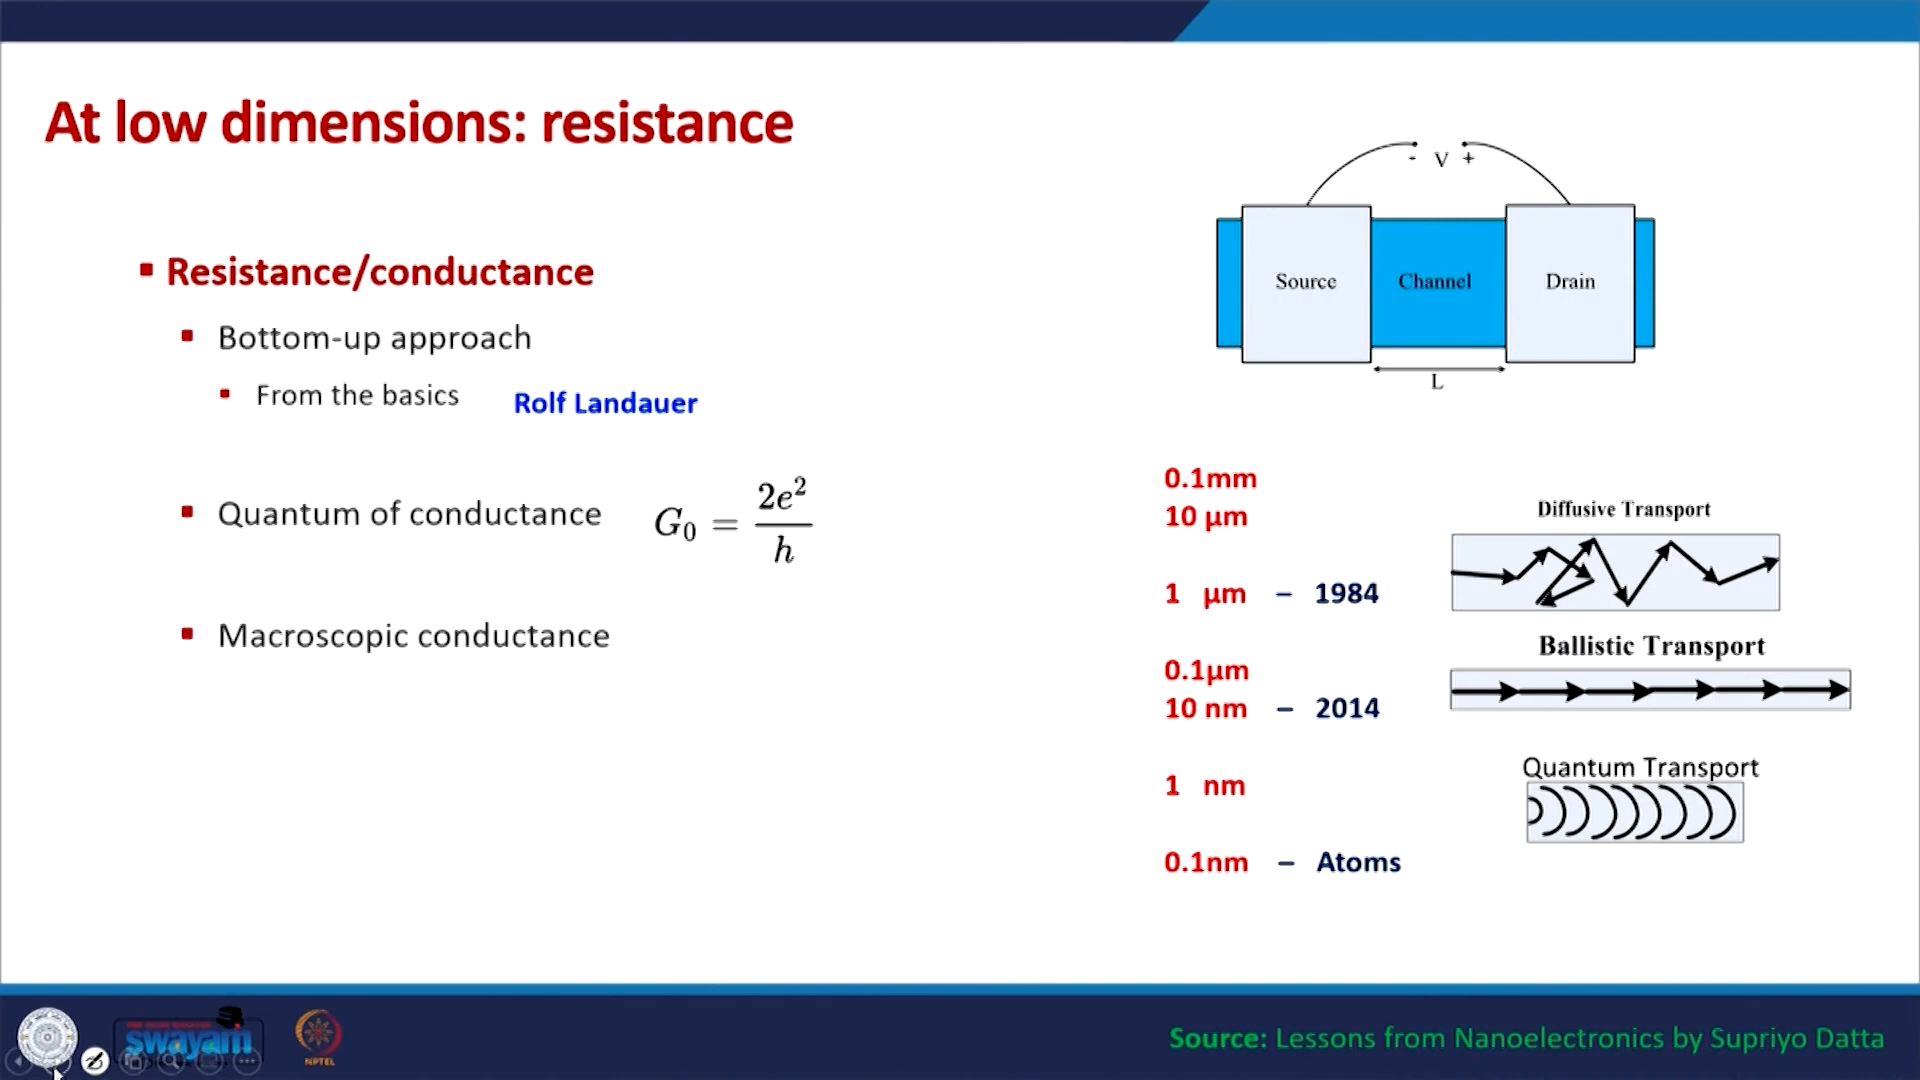 At low dimensions: resistance
Resistance/conductance
Bottom-up approach
From the basics
Rolf Landauer
Quantum of conductance
G₀ = 2e²/h
Macroscopic conductance
- V +
Source
Channel
Drain
L
0.1mm
10 μm
1 μm – 1984
0.1μm
10 nm – 2014
1 nm
0.1nm – Atoms
Diffusive Transport
Ballistic Transport
Quantum Transport
swayam
NPTEL
Source: Lessons from Nanoelectronics by Supriyo Datta